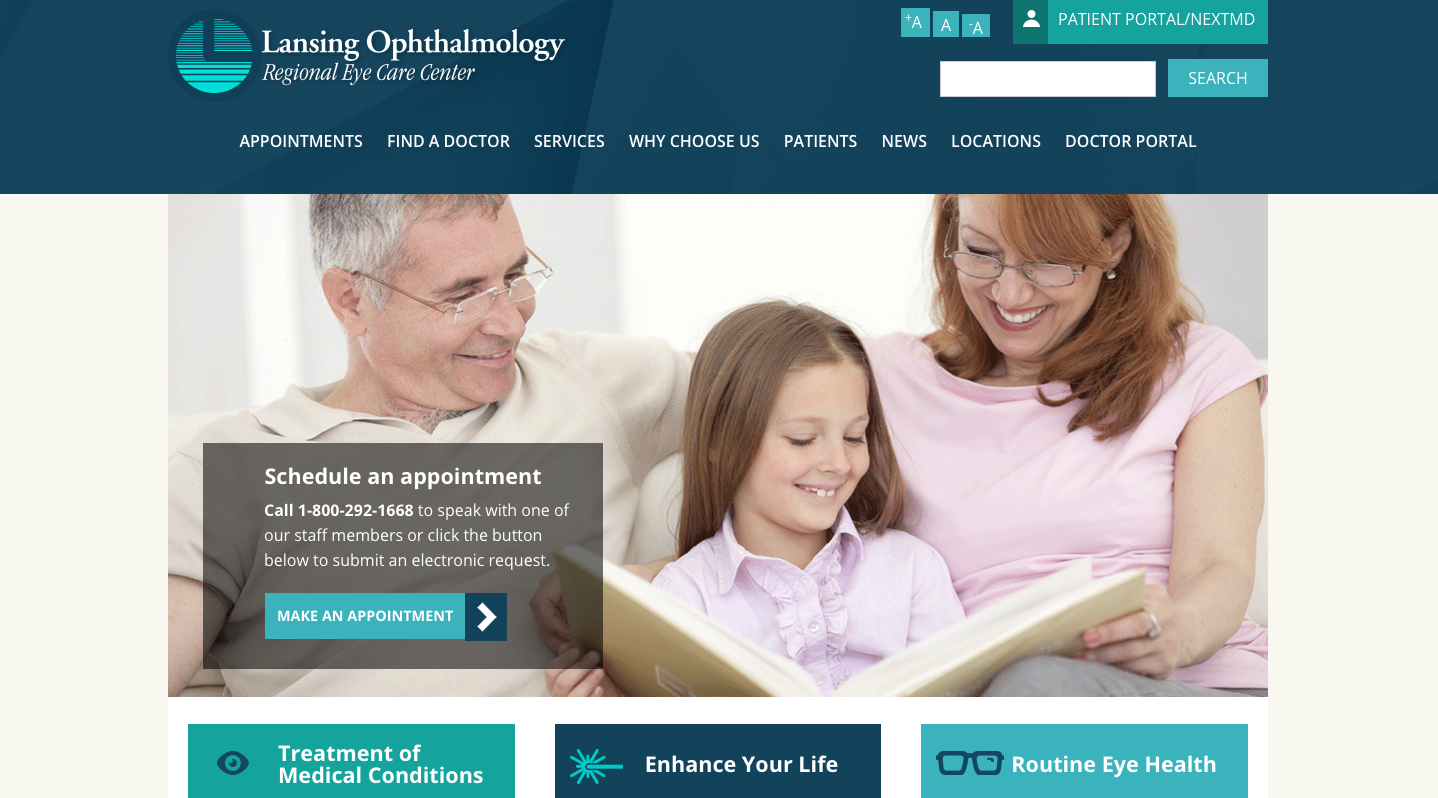 Lansing Ophthalmology
Regional Eye Care Center
+A A -A
PATIENT PORTAL/NEXTMD
SEARCH
APPOINTMENTS FIND A DOCTOR SERVICES WHY CHOOSE US PATIENTS NEWS LOCATIONS DOCTOR PORTAL
Schedule an appointment
Call 1-800-292-1668 to speak with one of
our staff members or click the button
below to submit an electronic request.
MAKE AN APPOINTMENT
Treatment of
Medical Conditions
Enhance Your Life
Routine Eye Health